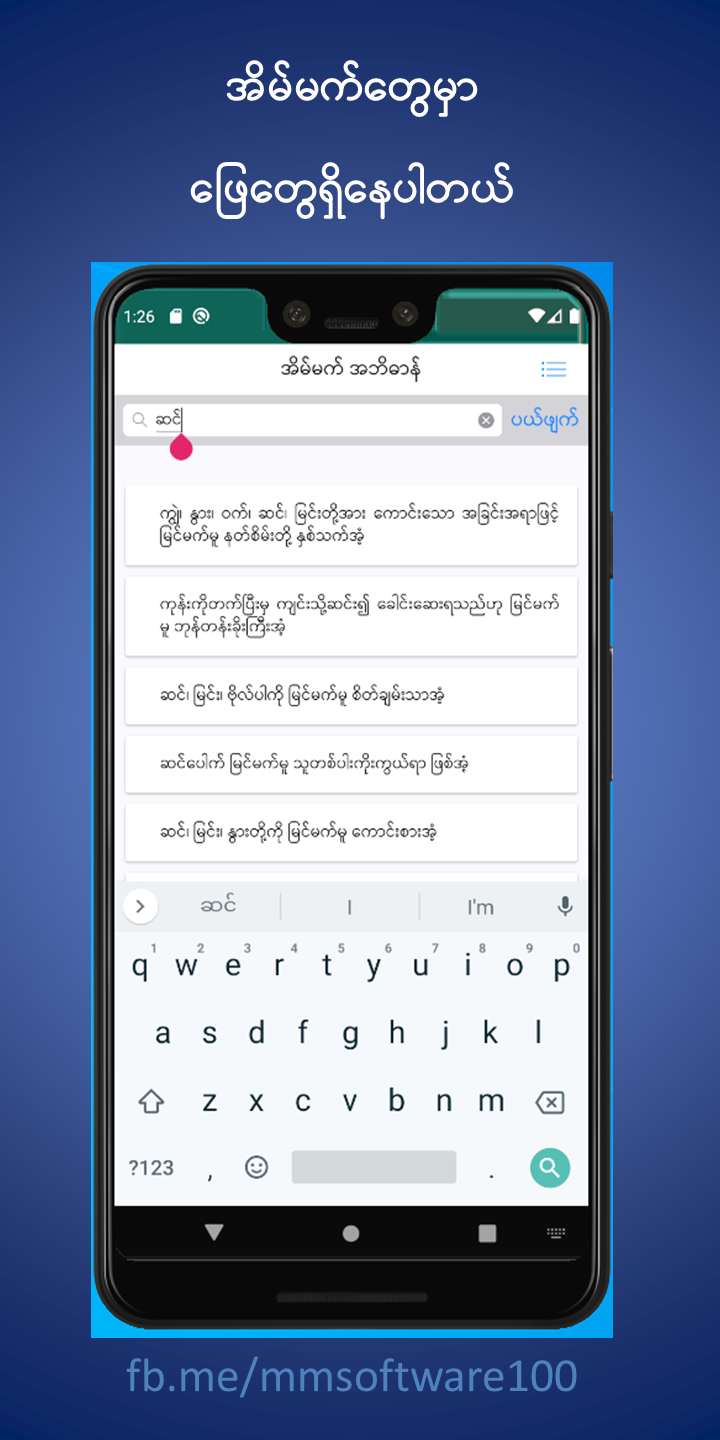 အိမ်မက်တွေမှာ
ဖြေတွေရှိနေပါတယ်
1:26
အိမ်မက် အဘိဓာန်
ဆင် ပယ်ဖျက်
ကျွဲ၊ နွား၊ ဝက်၊ ဆင်၊ မြင်းတို့အား ကောင်းသော အခြင်းအရာဖြင့်
မြင်မက်မူ နတ်စိမ်းတို့ နှစ်သက်အံ့
ကုန်းကိုတက်ပြီးမှ ကျင်းသို့ဆင်း၍ ခေါင်းဆေးရသည်ဟု မြင်မက်
မူ ဘုန်တန်းခိုးကြီးအံ့
ဆင်၊ မြင်း၊ ဗိုလ်ပါကို မြင်မက်မူ စိတ်ချမ်းသာအံ့
ဆင်ပေါက် မြင်မက်မူ သူတစ်ပါးကိုးကွယ်ရာ ဖြစ်အံ့
ဆင်၊ မြင်း၊ နွားတို့ကို မြင်မက်မူ ကောင်းစားအံ့
ဆင် I I'm
1 2 3 4 5 6 7 8 9 0
q w e r t y u i o p
a s d f g h j k l
z x c v b n m
?123 , .
fb.me/mmsoftware100